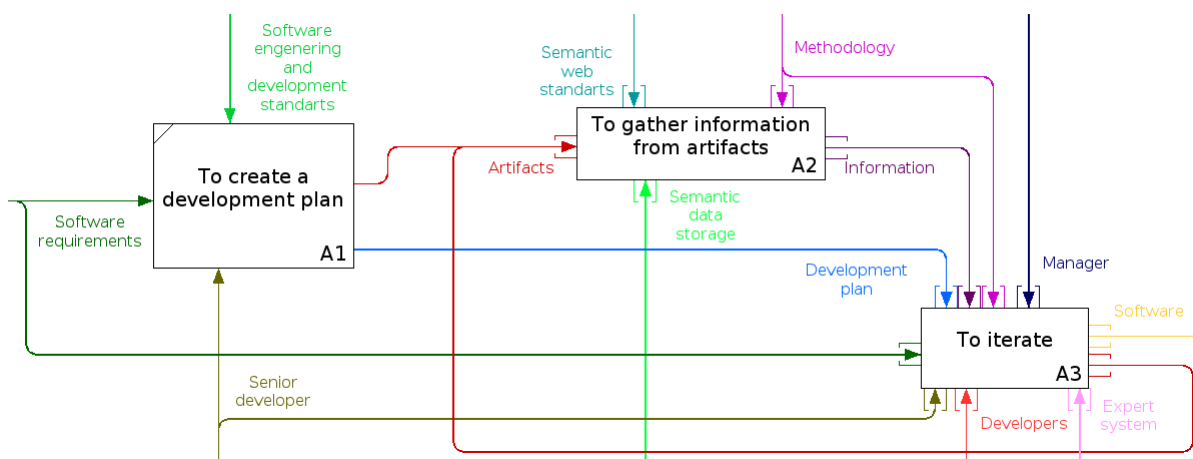 Software
engenering
and
development
standarts
Semantic
web
standarts
Methodology
To gather information
from artifacts
A2
To create a
development plan
A1
Artifacts
Information
Semantic
data
storage
Software
requirements
Development
plan
Manager
Software
To iterate
A3
Senior
developer
Developers
Expert
system